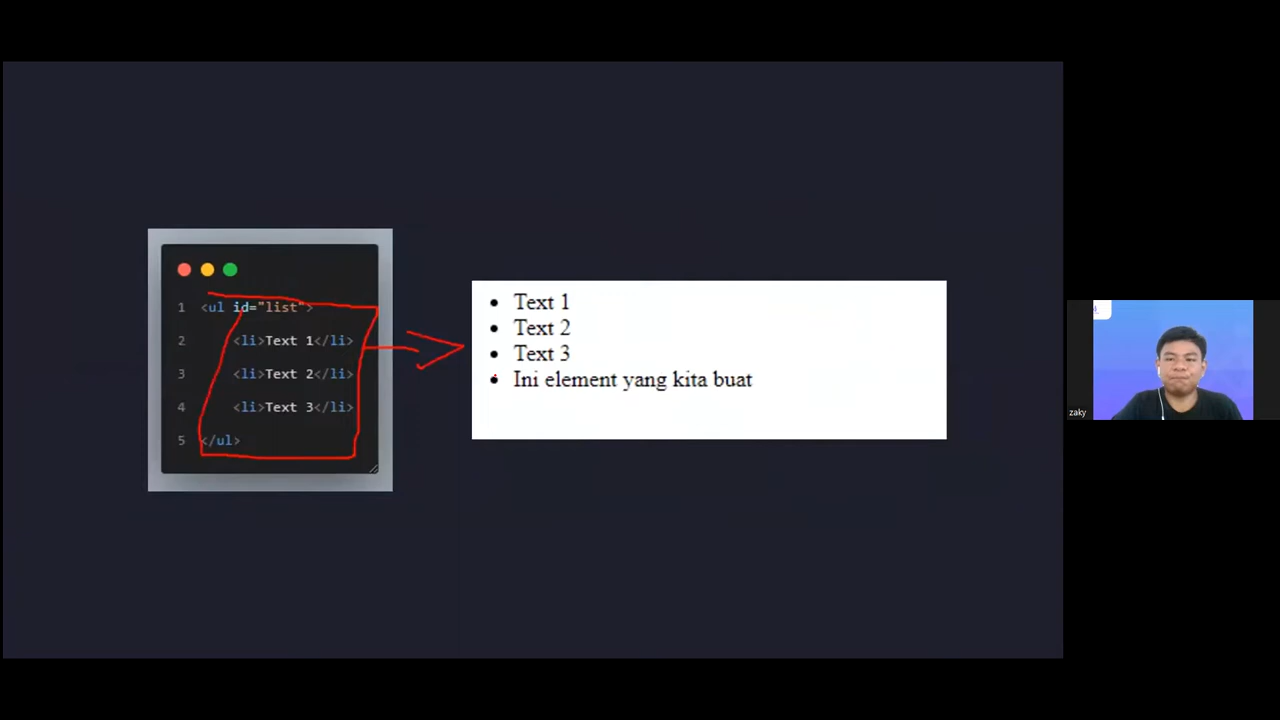 1 <ul id="list">
2 <li>Text 1</li>
3 <li>Text 2</li>
4 <li>Text 3</li>
5 </ul>
• Text 1
• Text 2
• Text 3
• Ini element yang kita buat
zaky